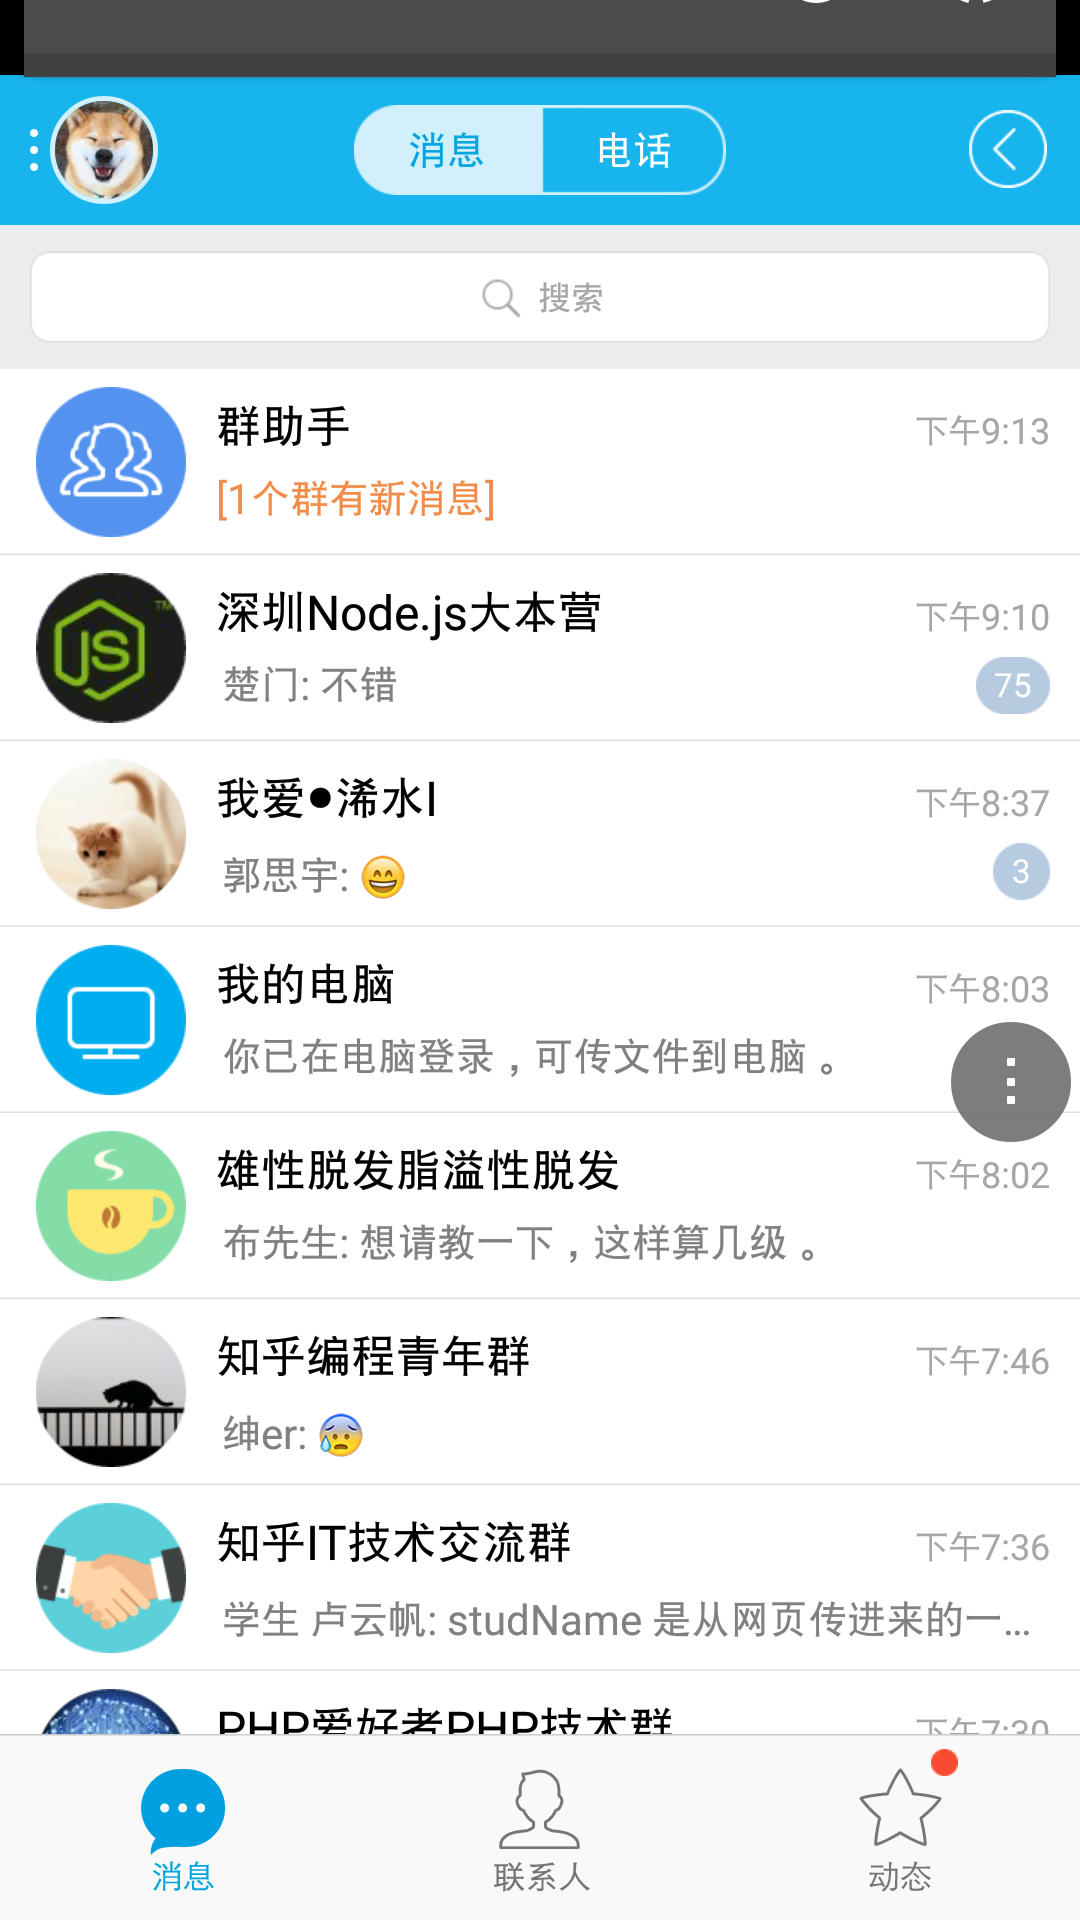 消息 电话
搜索
群助手 下午9:13
[1个群有新消息]
深圳Node.js大本营 下午9:10
楚门: 不错 75
我爱●浠水I 下午8:37
郭思宇: 😄 3
我的电脑 下午8:03
你已在电脑登录，可传文件到电脑。
雄性脱发脂溢性脱发 下午8:02
布先生: 想请教一下，这样算几级。
知乎编程青年群 下午7:46
绅er: 😰
知乎IT技术交流群 下午7:36
学生 卢云帆: studName 是从网页传进来的一...
PHP爱好者PHP技术群 下午7:30
消息 联系人 动态